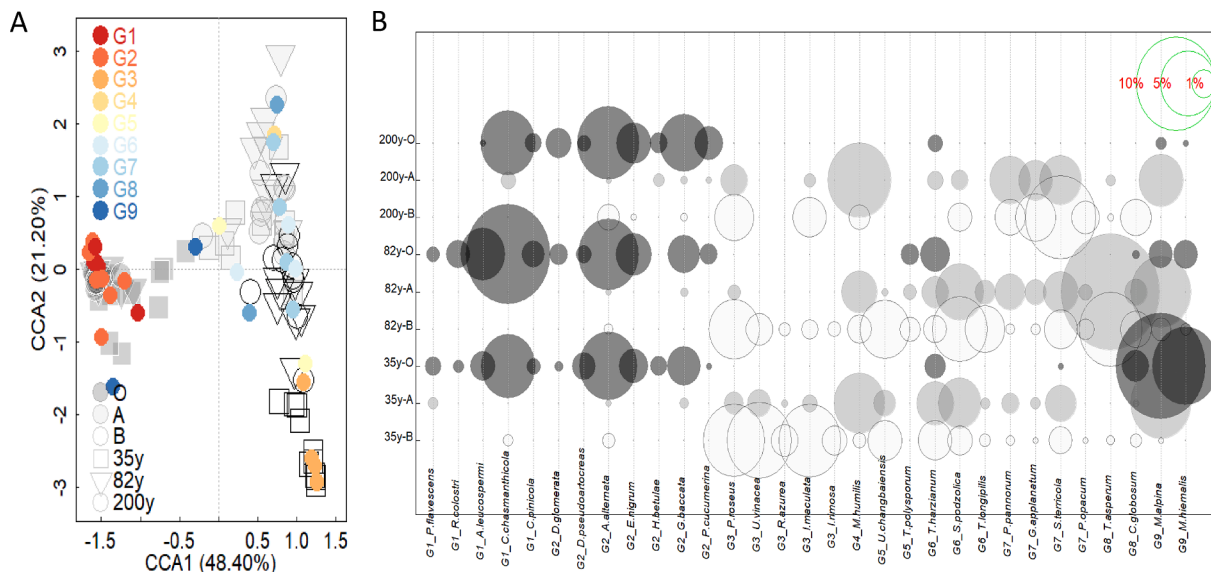 A
B
CCA2 (21.20%)
3
2
1
0
-1
-2
-3
G1
G2
G3
G4
G5
G6
G7
G8
G9
O
A
B
35y
82y
200y
-1.5
-0.5
0.5
1.0
1.5
CCA1 (48.40%)
10% 5% 1%
200y-O
200y-A
200y-B
82y-O
82y-A
82y-B
35y-O
35y-A
35y-B
G1_P.flavescens
G1_R.colostri
G1_A.leucospermi
G1_C.chasmanthicola
G1_C.pinicola
G2_D.glomerata
G2_D.pseudoartooreas
G2_A.alternata
G2_E.nigrum
G2_H.betulae
G2_G.baccata
G2_P.cucumerina
G3_P.roseus
G3_U.vinacea
G3_R.azurea
G3_I.maculata
G3_I.rimosa
G4_M.humilis
G5_U.changbaiensis
G5_T.polysporum
G6_T.harzianum
G6_S.podzolica
G6_T.longipilis
G7_P.pannorum
G7_G.applanatum
G7_S.terricola
G7_P.opacum
G8_T.asperum
G8_C.globosum
G9_M.alpina
G9_M.hiemalis